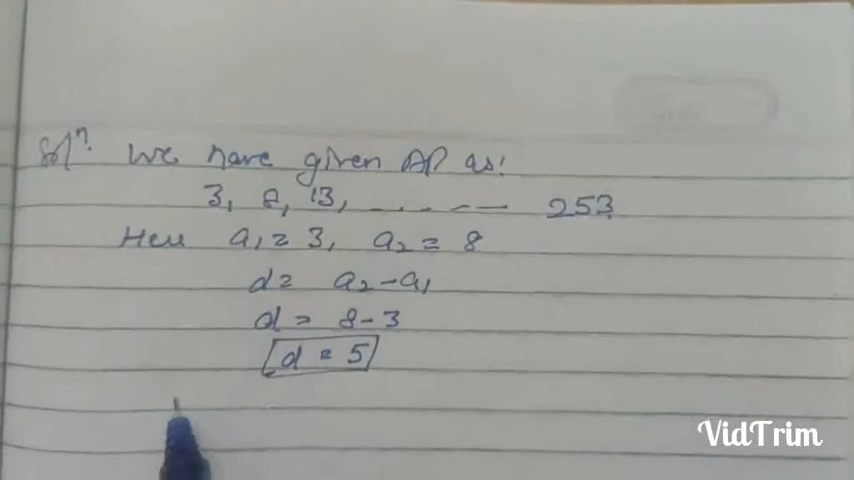 Solⁿ. We have given AP as:
3, 8, 13, ........ 253
Here a₁ = 3, a₂ = 8
d = a₂ - a₁
d = 8 - 3
d = 5
VidTrim